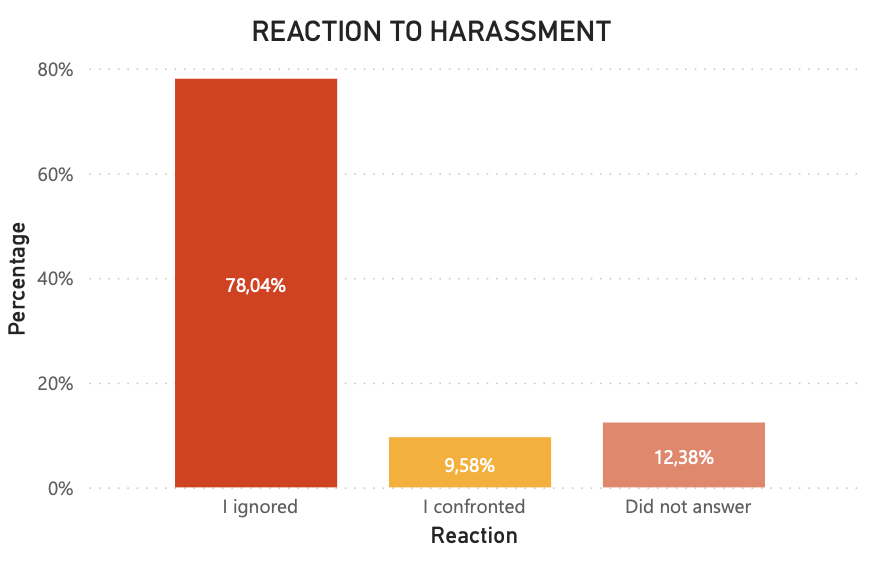 REACTION TO HARASSMENT
80%
60%
40%
20%
0%
Percentage
78,04%
9,58%
12,38%
I ignored
I confronted
Did not answer
Reaction